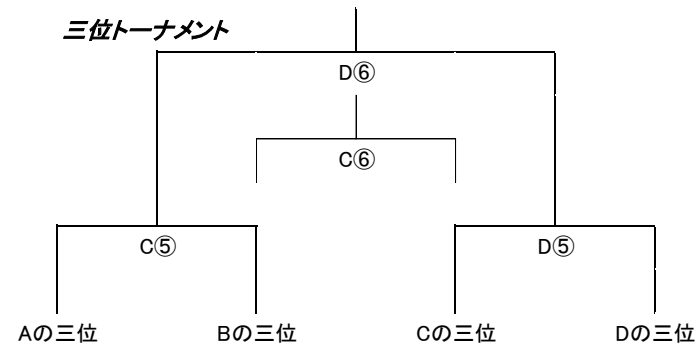 三位トーナメント
D⑥
C⑥
C⑤
D⑤
Aの三位
Bの三位
Cの三位
Dの三位